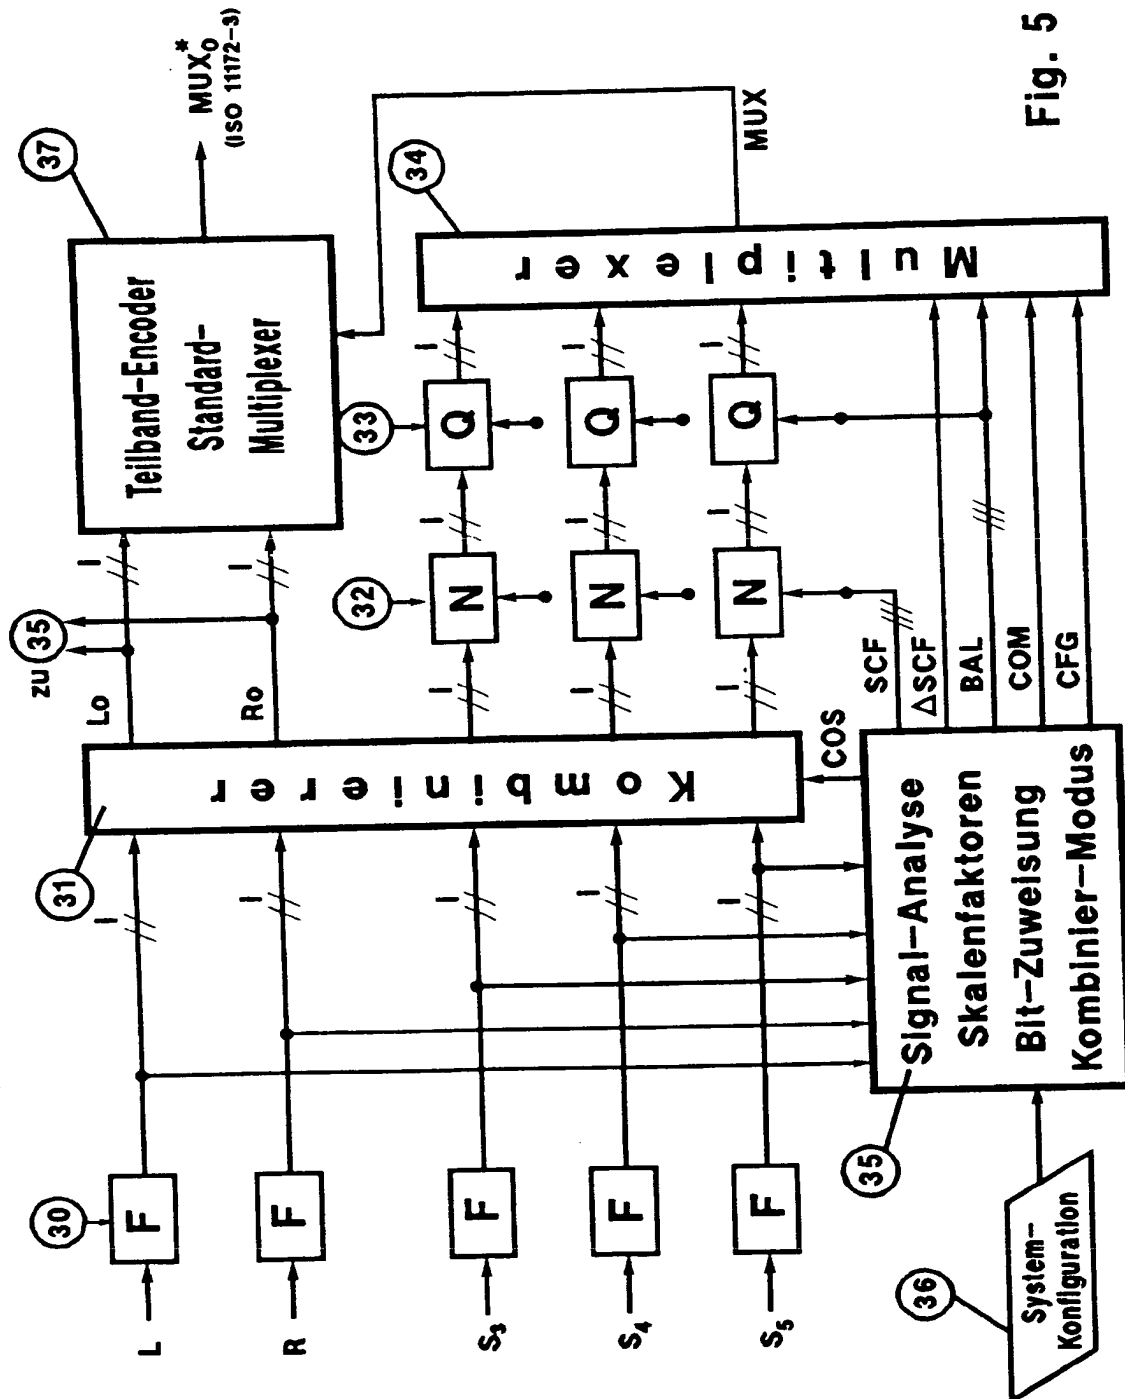 L
R
S3
S4
S5
30
F
F
F
F
F
System-
Konfiguration
36
35
Signal-Analyse
Skalenfaktoren
Bit-Zuweisung
Kombinier-Modus
31
I
I
I
I
I
Kombinierer
COS
Lo
Ro
zu 35
I
I
I
I
I
SCF
ΔSCF
BAL
COM
CFG
32
N
N
N
I
I
I
33
Q
Q
Q
I
I
I
Teilband-Encoder
Standard-
Multiplexer
37
Multiplexer
34
MUX
MUX0*
(ISO 11172-3)
Fig. 5